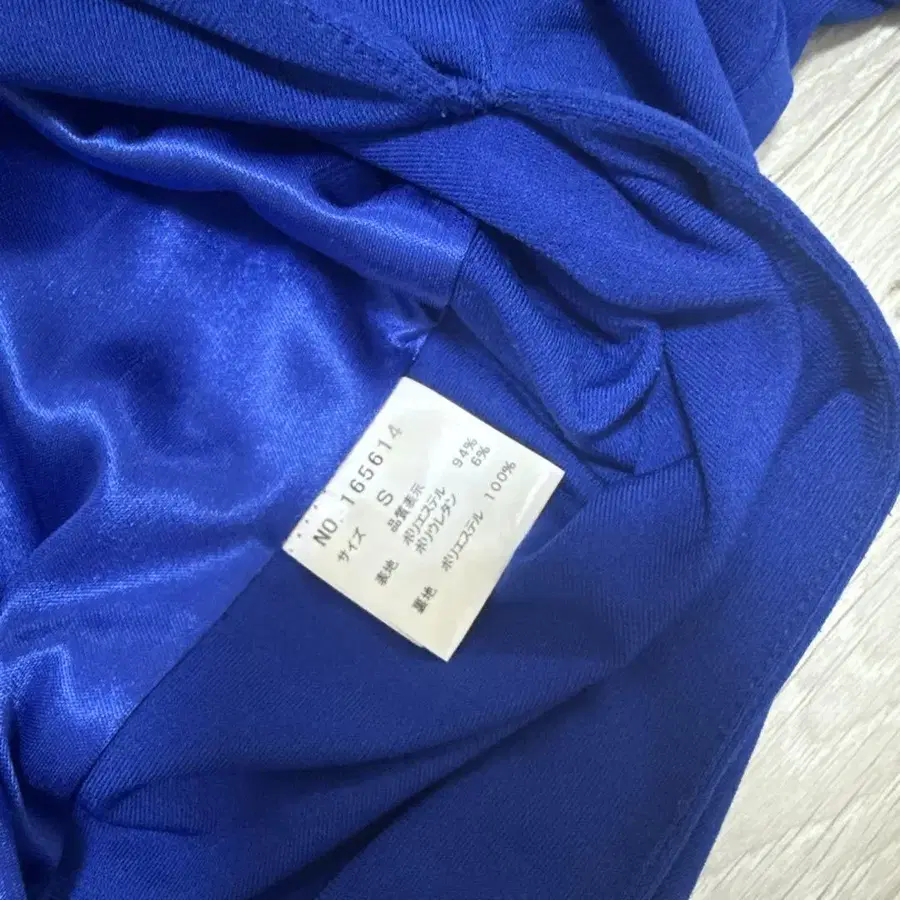 NO. 165614
サイズ S
品質表示
表地 ポリエステル 94%
ポリウレタン 6%
裏地 ポリエステル 100%